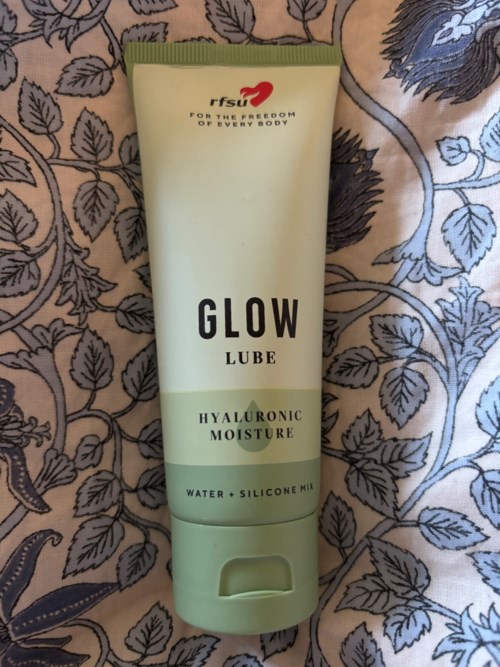 rfsu
FOR THE FREEDOM
OF EVERY BODY
GLOW
LUBE
HYALURONIC
MOISTURE
WATER + SILICONE MIX